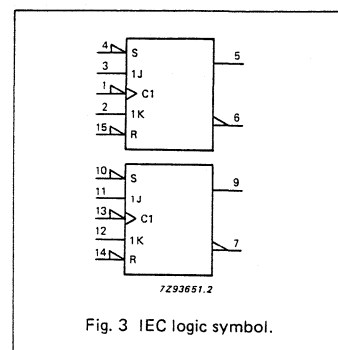 4 S 5
3 1J
1 C1
2 1K 6
15 R
10 S 9
11 1J
13 C1
12 1K 7
14 R
7Z93651.2
Fig. 3 IEC logic symbol.